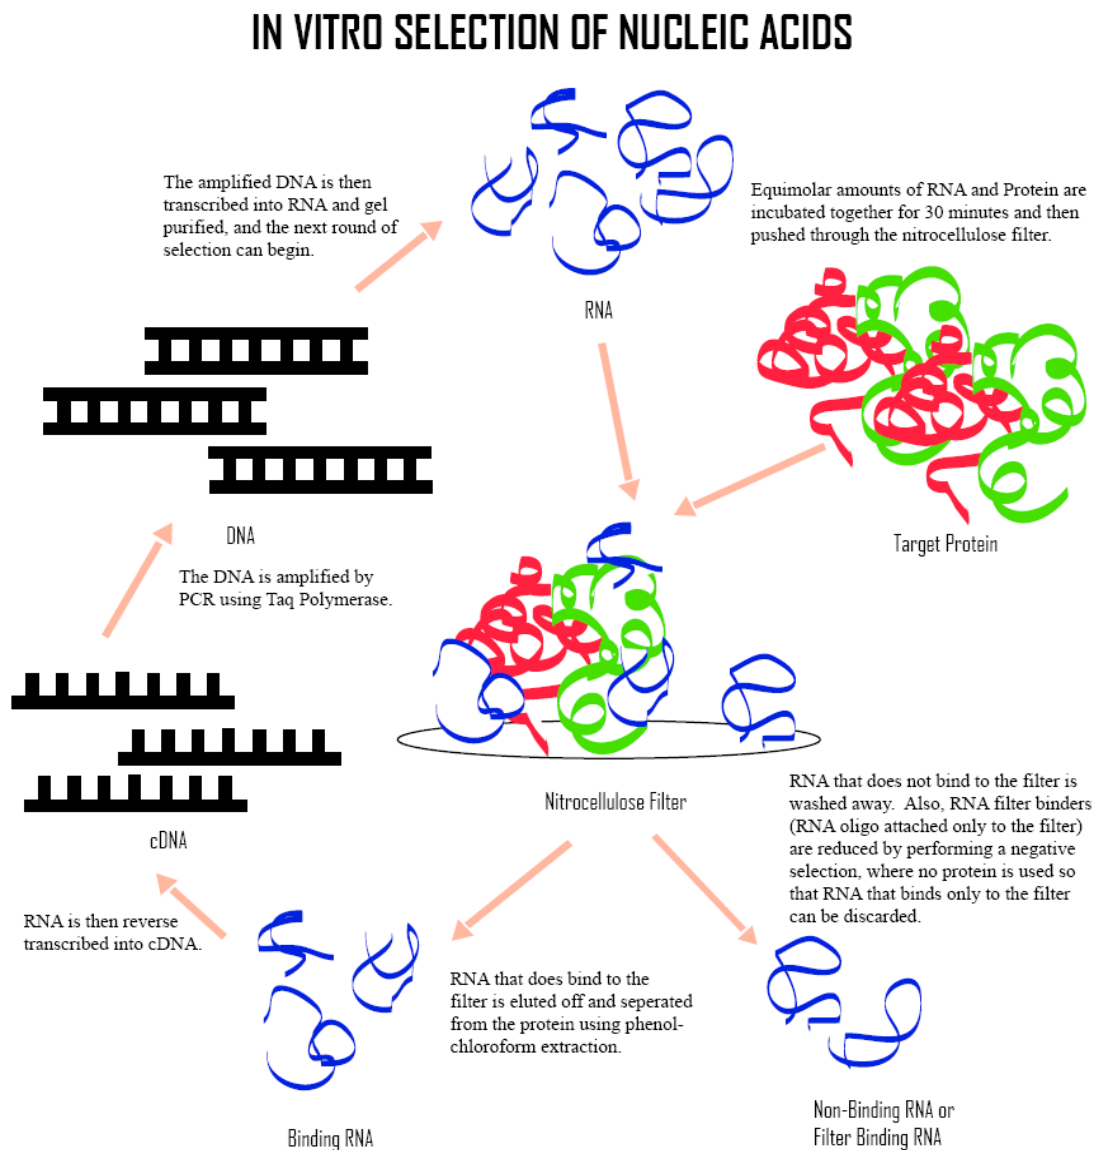 IN VITRO SELECTION OF NUCLEIC ACIDS
The amplified DNA is then
transcribed into RNA and gel
purified, and the next round of
selection can begin.
Equimolar amounts of RNA and Protein are
incubated together for 30 minutes and then
pushed through the nitrocellulose filter.
RNA
DNA
Target Protein
The DNA is amplified by
PCR using Taq Polymerase.
Nitrocellulose Filter
RNA that does not bind to the filter is
washed away.  Also, RNA filter binders
(RNA oligo attached only to the filter)
are reduced by performing a negative
selection, where no protein is used so
that RNA that binds only to the filter
can be discarded.
cDNA
RNA is then reverse
transcribed into cDNA.
RNA that does bind to the
filter is eluted off and seperated
from the protein using phenol-
chloroform extraction.
Binding RNA
Non-Binding RNA or
Filter Binding RNA